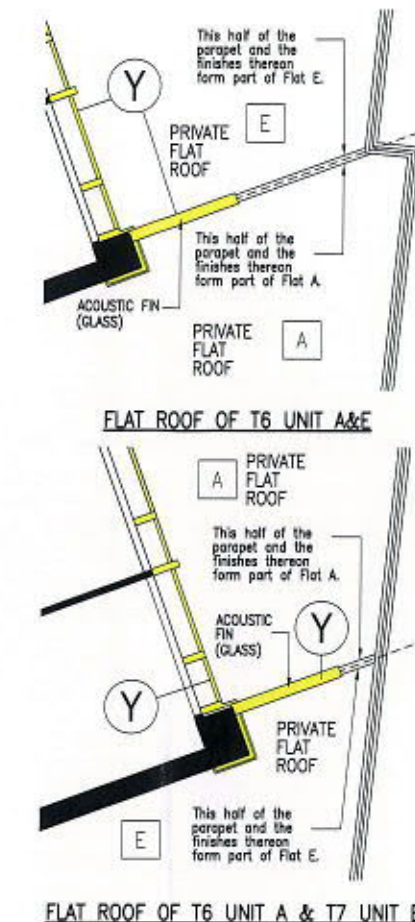 This half of the
parapet and the
finishes thereon
form part of Flat E.
Y
E
PRIVATE
FLAT
ROOF
This half of the
parapet and the
finishes thereon
form part of Flat A.
ACOUSTIC FIN
(GLASS)
PRIVATE
FLAT
ROOF
A
FLAT ROOF OF T6 UNIT A&E
A
PRIVATE
FLAT
ROOF
This half of the
parapet and the
finishes thereon
form part of Flat A.
ACOUSTIC
FIN
(GLASS)
Y
Y
PRIVATE
FLAT
ROOF
This half of the
parapet and the
finishes thereon
form part of Flat E.
E
FLAT ROOF OF T6 UNIT A & T7 UNIT